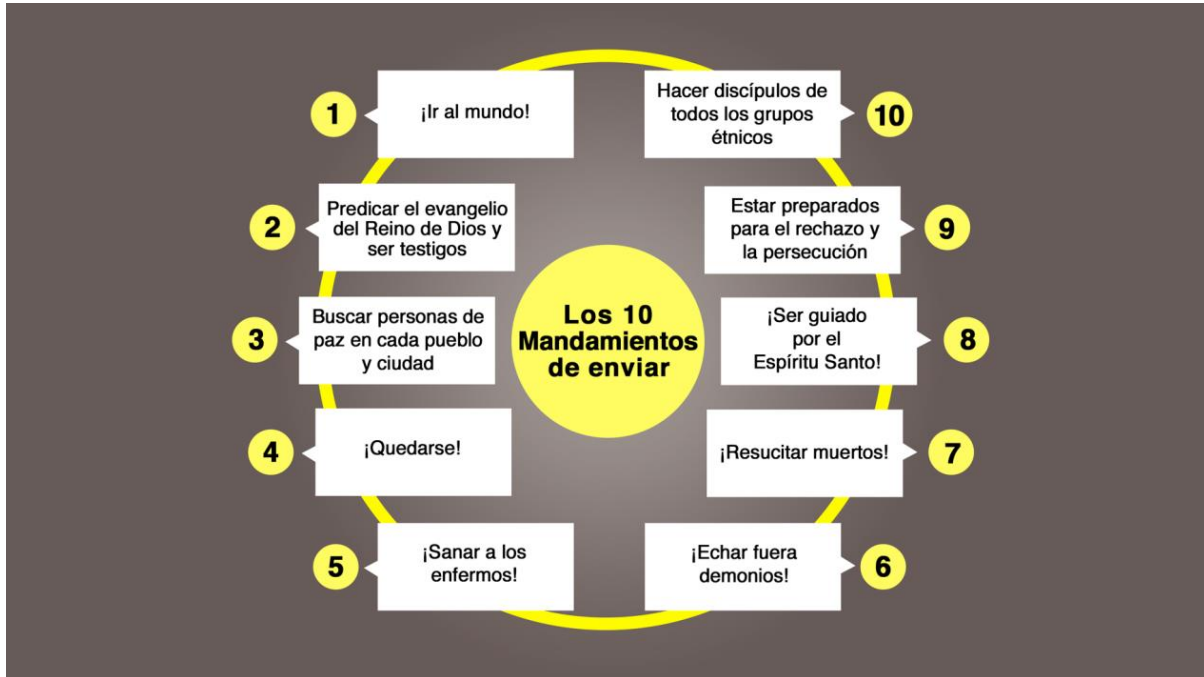 Los 10
Mandamientos
de enviar
1
¡Ir al mundo!
2
Predicar el evangelio
del Reino de Dios y
ser testigos
3
Buscar personas de
paz en cada pueblo
y ciudad
4
¡Quedarse!
5
¡Sanar a los
enfermos!
6
¡Echar fuera
demonios!
7
¡Resucitar muertos!
8
¡Ser guiado
por el
Espíritu Santo!
9
Estar preparados
para el rechazo y
la persecución
10
Hacer discípulos de
todos los grupos
étnicos